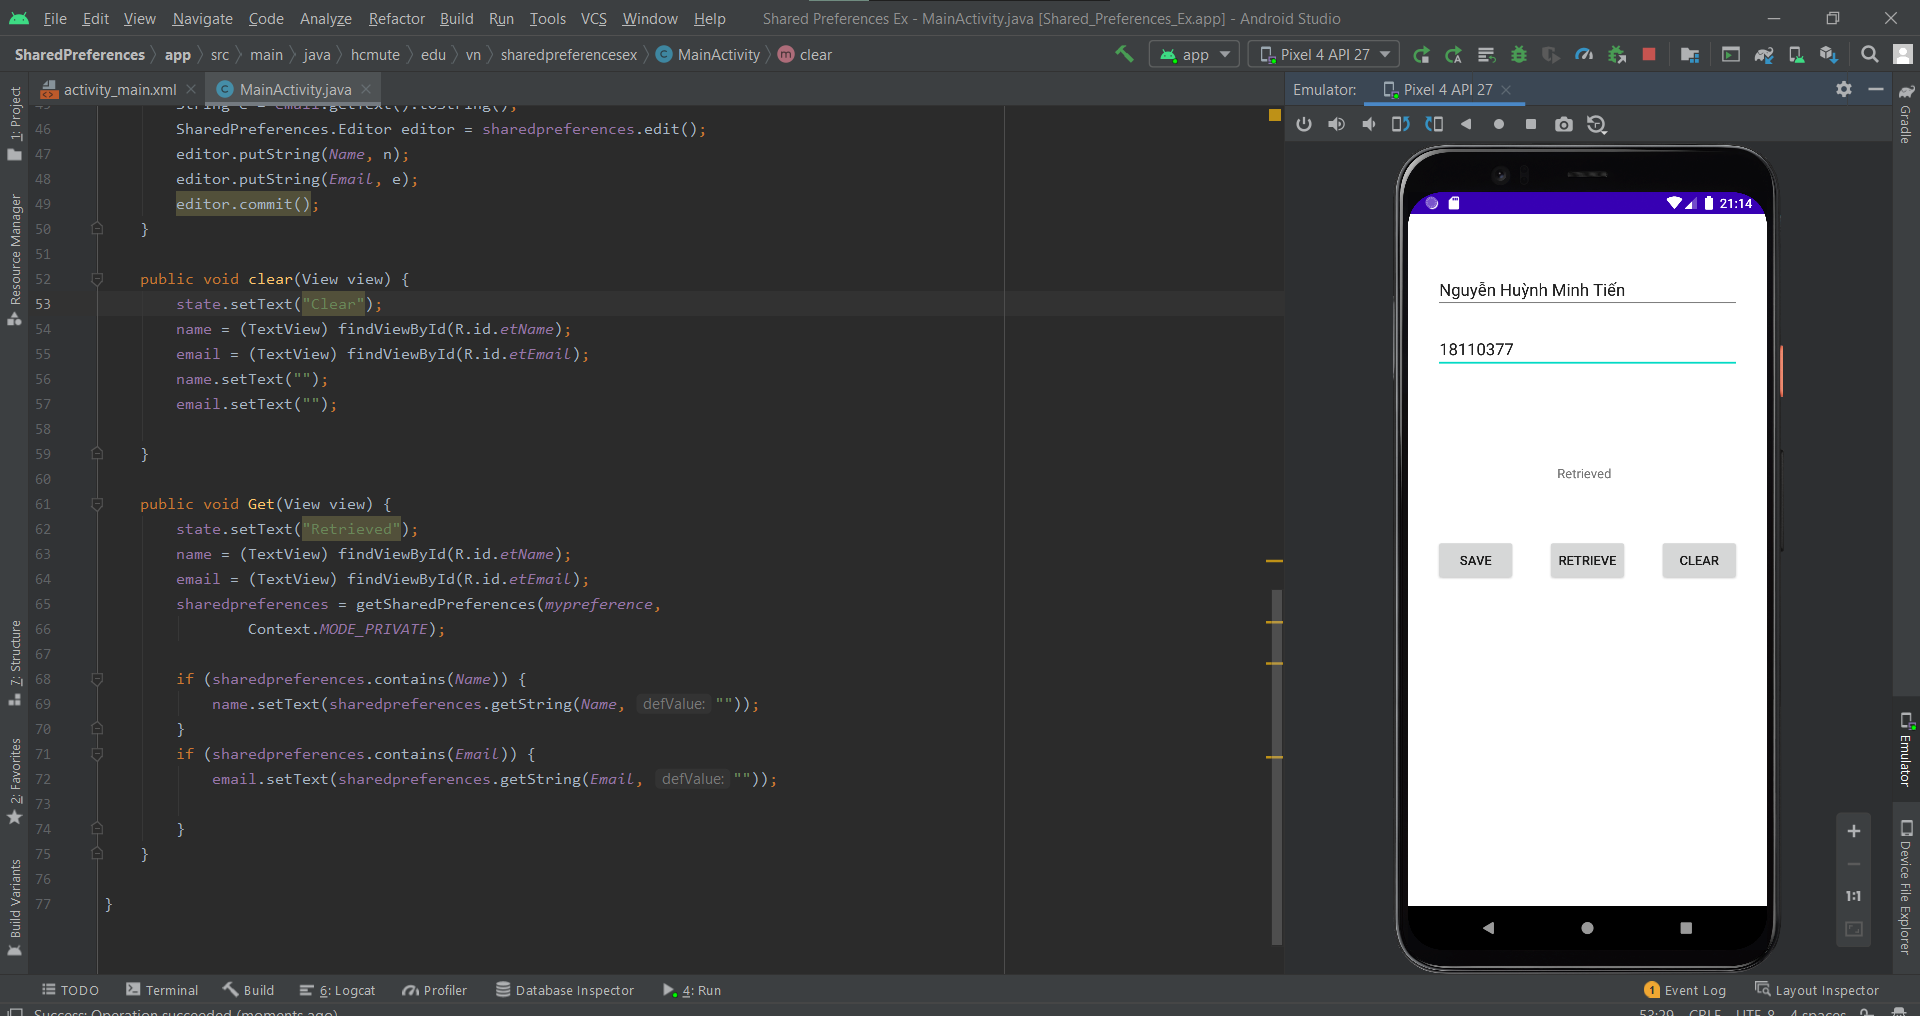 File Edit View Navigate Code Analyze Refactor Build Run Tools VCS Window Help Shared Preferences Ex - MainActivity.java [Shared_Preferences_Ex.app] - Android Studio
SharedPreferences app src main java hcmute edu vn sharedpreferencesex C MainActivity m clear app Pixel 4 API 27
activity_main.xml C MainActivity.java Emulator: Pixel 4 API 27
46 SharedPreferences.Editor editor = sharedpreferences.edit();
47 editor.putString(Name, n);
48 editor.putString(Email, e);
49 editor.commit();
50 }
51
52 public void clear(View view) {
53 state.setText("Clear");
54 name = (TextView) findViewById(R.id.etName);
55 email = (TextView) findViewById(R.id.etEmail);
56 name.setText("");
57 email.setText("");
58
59 }
60
61 public void Get(View view) {
62 state.setText("Retrieved");
63 name = (TextView) findViewById(R.id.etName);
64 email = (TextView) findViewById(R.id.etEmail);
65 sharedpreferences = getSharedPreferences(mypreference,
66 Context.MODE_PRIVATE);
67
68 if (sharedpreferences.contains(Name)) {
69 name.setText(sharedpreferences.getString(Name, defValue: ""));
70 }
71 if (sharedpreferences.contains(Email)) {
72 email.setText(sharedpreferences.getString(Email, defValue: ""));
73
74 }
75 }
76
77 }
1: Project
Resource Manager
7: Structure
2: Favorites
Build Variants
21:14
Nguyễn Huỳnh Minh Tiến
18110377
Retrieved
SAVE RETRIEVE CLEAR
1:1
Gradle
Emulator
Device File Explorer
TODO Terminal Build 6: Logcat Profiler Database Inspector 4: Run 1 Event Log Layout Inspector
Success: Operation succeeded (moments ago) 53:29 CRLF UTF-8 4 spaces